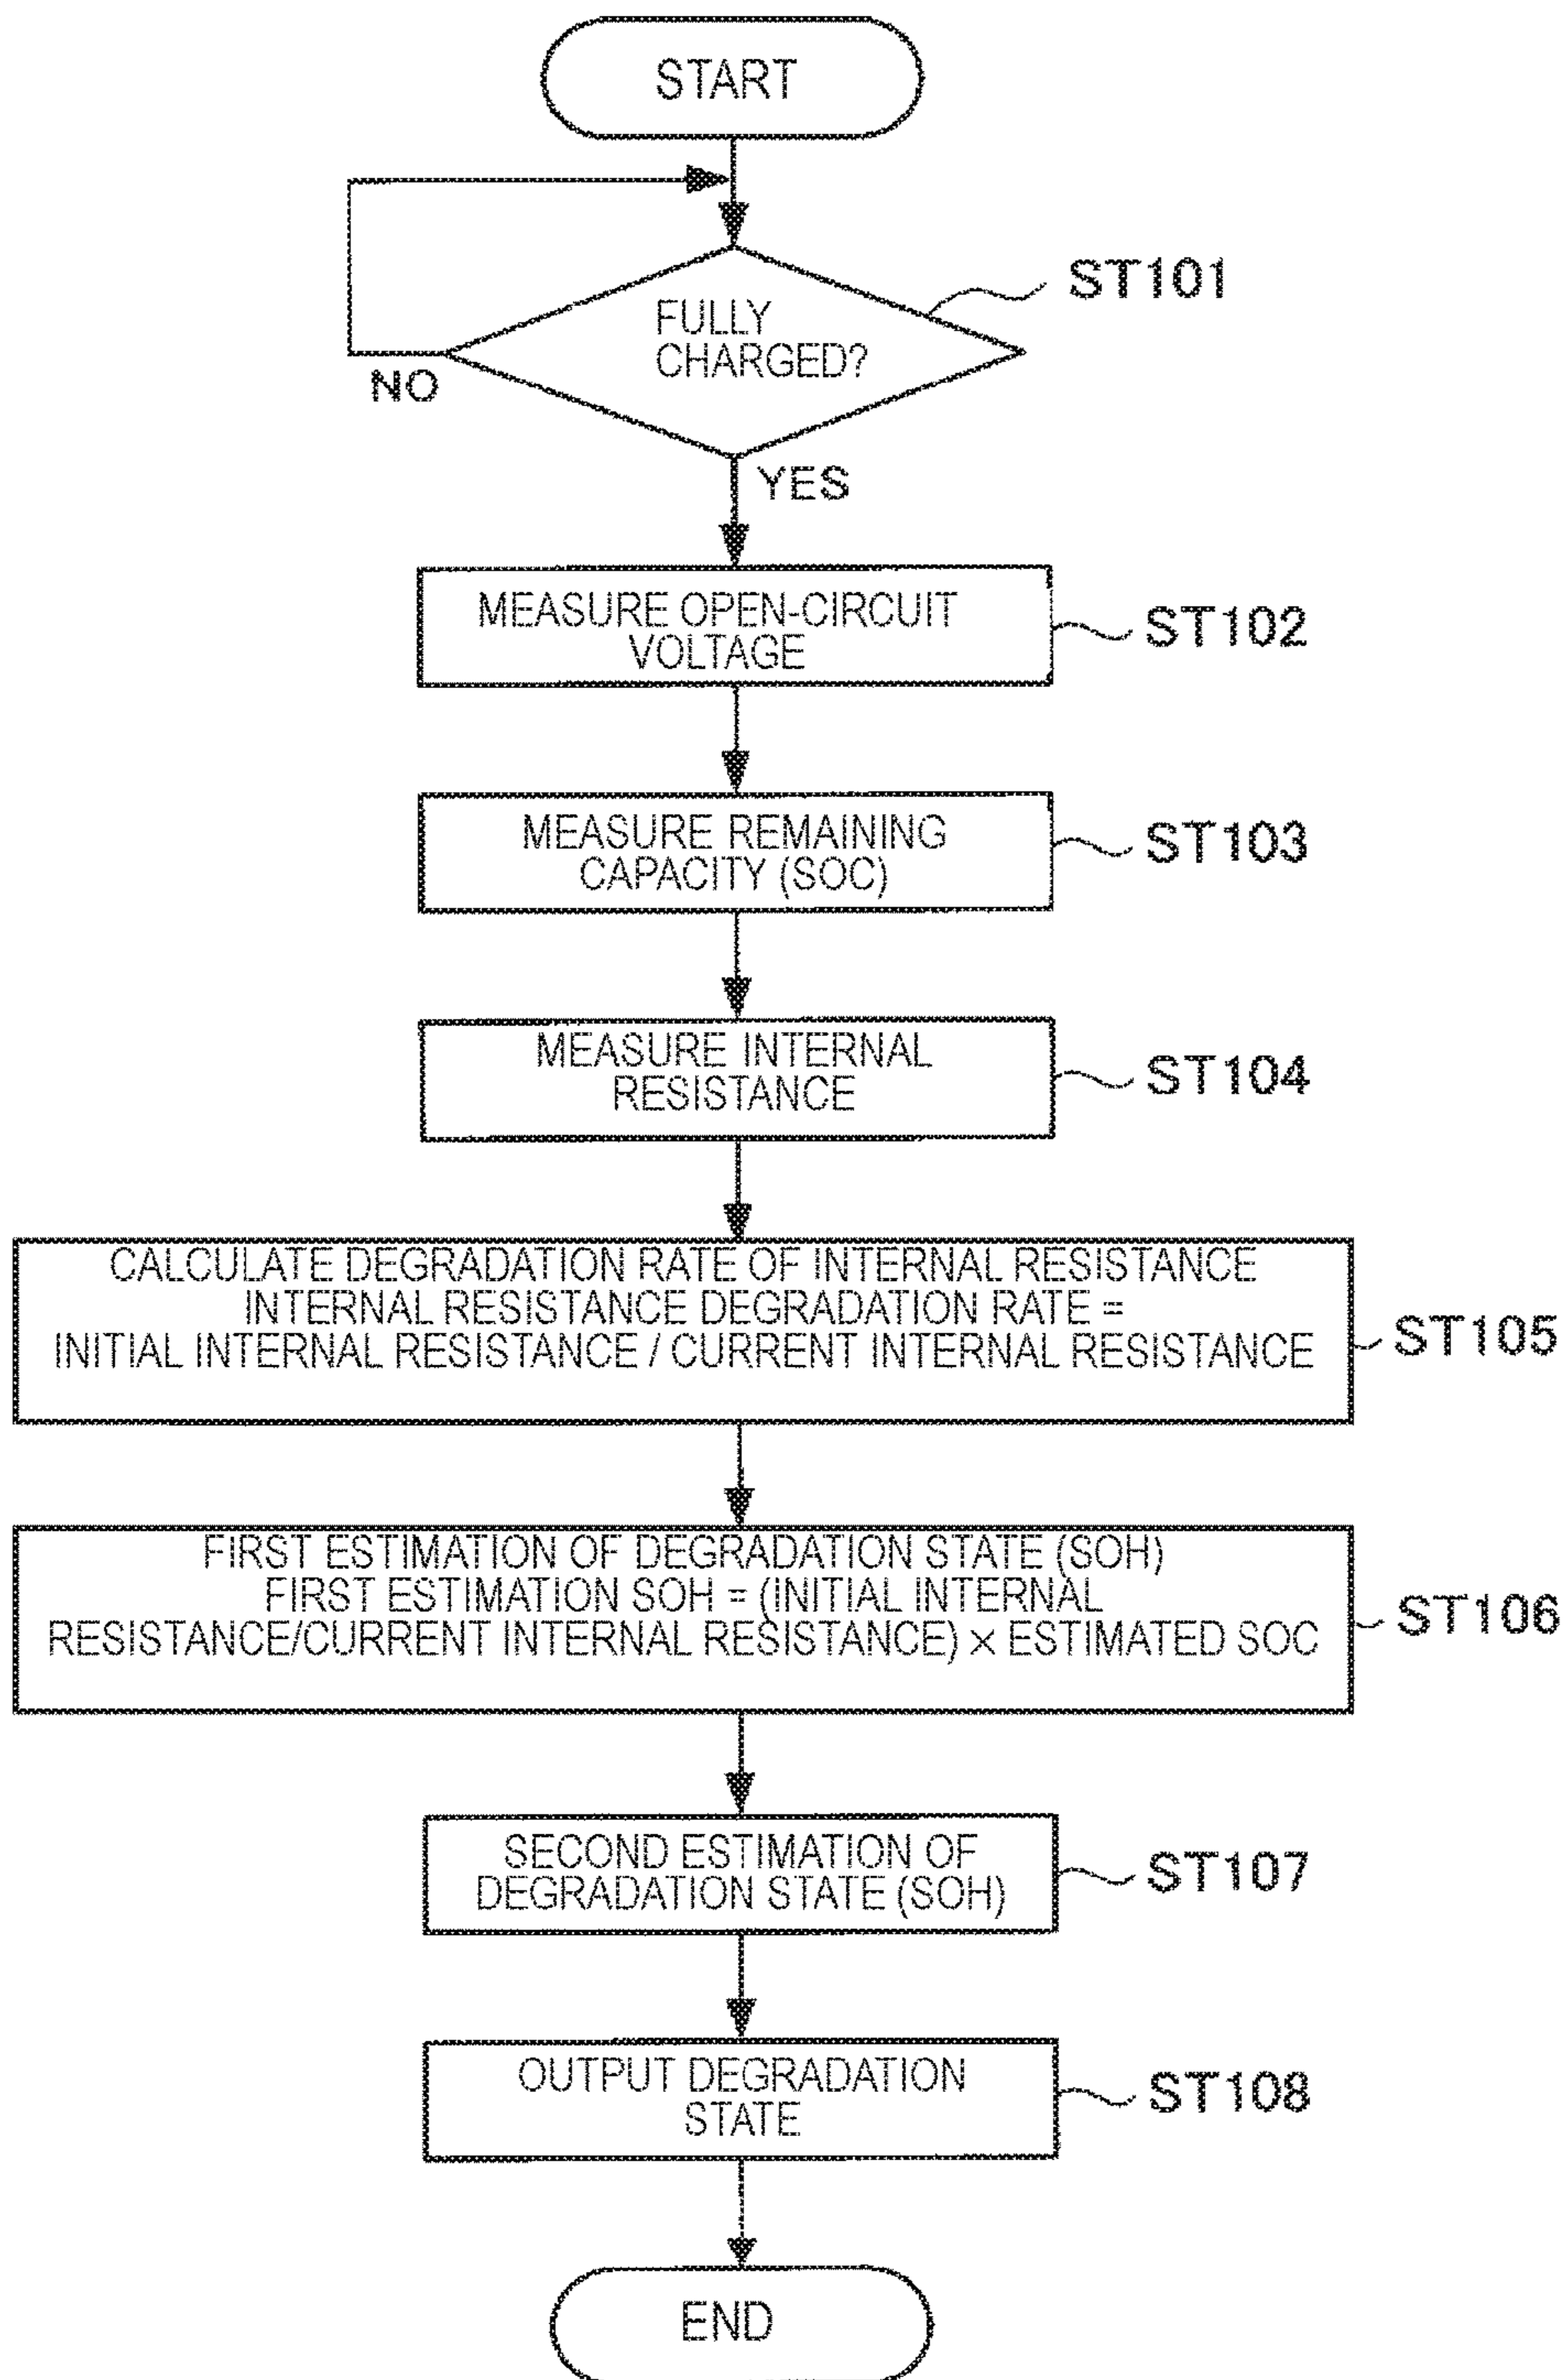 START
FULLY
CHARGED?
ST101
NO
YES
MEASURE OPEN-CIRCUIT
VOLTAGE
ST102
MEASURE REMAINING
CAPACITY (SOC)
ST103
MEASURE INTERNAL
RESISTANCE
ST104
CALCULATE DEGRADATION RATE OF INTERNAL RESISTANCE
INTERNAL RESISTANCE DEGRADATION RATE =
INITIAL INTERNAL RESISTANCE / CURRENT INTERNAL RESISTANCE
ST105
FIRST ESTIMATION OF DEGRADATION STATE (SOH)
FIRST ESTIMATION SOH = (INITIAL INTERNAL
RESISTANCE/CURRENT INTERNAL RESISTANCE) × ESTIMATED SOC
ST106
SECOND ESTIMATION OF
DEGRADATION STATE (SOH)
ST107
OUTPUT DEGRADATION
STATE
ST108
END